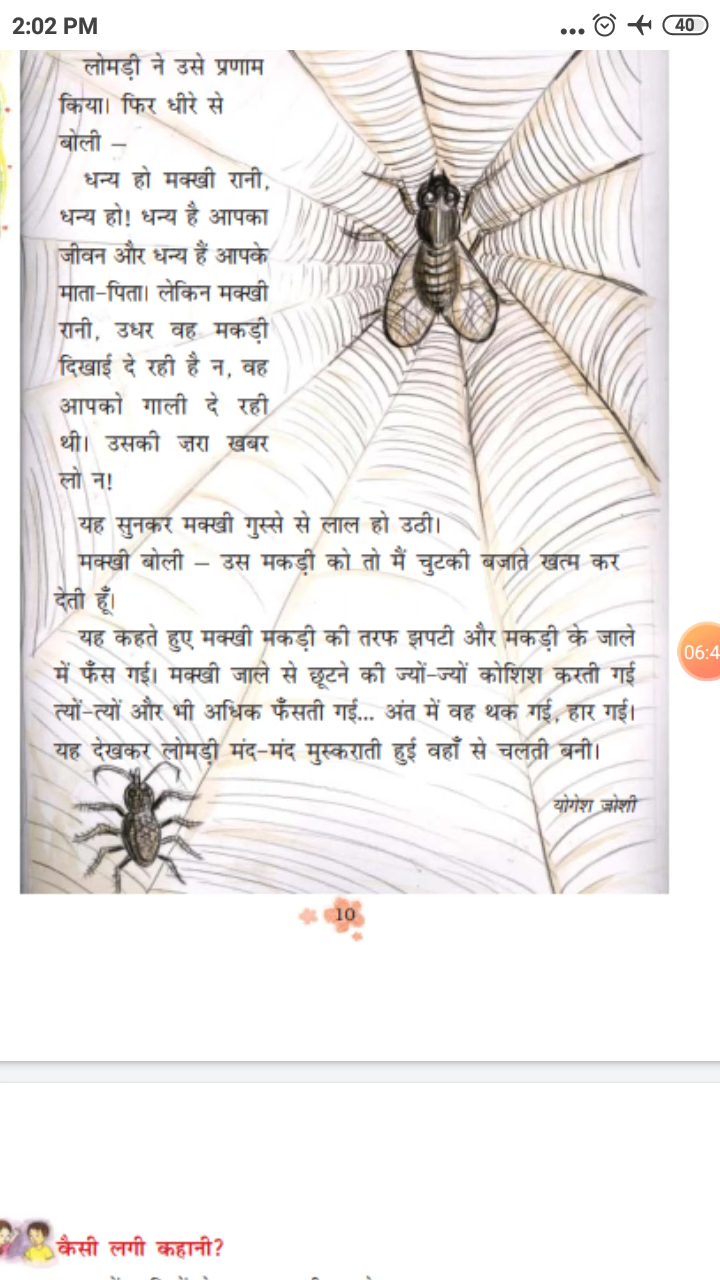 2:02 PM
40
लोमड़ी ने उसे प्रणाम
किया। फिर धीरे से
बोली –
धन्य हो मक्खी रानी,
धन्य हो! धन्य है आपका
जीवन और धन्य हैं आपके
माता-पिता। लेकिन मक्खी
रानी, उधर वह मकड़ी
दिखाई दे रही है न, वह
आपको गाली दे रही
थी। उसकी ज़रा खबर
लो न!
यह सुनकर मक्खी गुस्से से लाल हो उठी।
मक्खी बोली – उस मकड़ी को तो मैं चुटकी बजाते खत्म कर
देती हूँ।
यह कहते हुए मक्खी मकड़ी की तरफ झपटी और मकड़ी के जाले
में फँस गई। मक्खी जाले से छूटने की ज्यों-ज्यों कोशिश करती गई
त्यों-त्यों और भी अधिक फँसती गई... अंत में वह थक गई, हार गई।
यह देखकर लोमड़ी मंद-मंद मुस्कराती हुई वहाँ से चलती बनी।
योगेश जोशी
10
06:4
कैसी लगी कहानी?